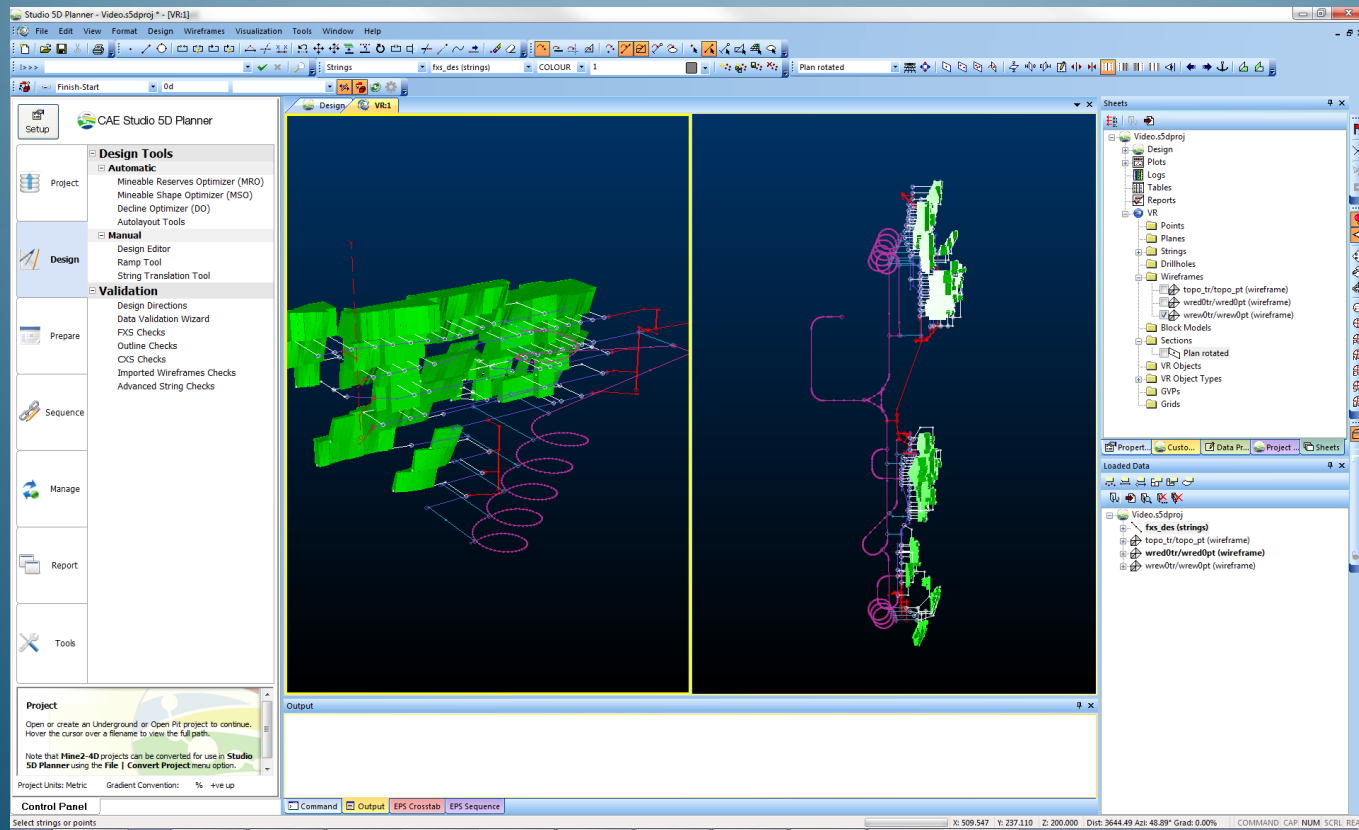 Studio 5D Planner - Video.s5dproj * - [VR:1]
File Edit View Format Design Wireframes Visualization Tools Window Help
Strings fxs_des (strings) COLOUR 1 Plan rotated
Finish-Start 0d
Setup
CAE Studio 5D Planner
Project
Design
Prepare
Sequence
Manage
Report
Tools
Design Tools
Automatic
Mineable Reserves Optimizer (MRO)
Mineable Shape Optimizer (MSO)
Decline Optimizer (DO)
Autolayout Tools
Manual
Design Editor
Ramp Tool
String Translation Tool
Validation
Design Directions
Data Validation Wizard
FXS Checks
Outline Checks
CXS Checks
Imported Wireframes Checks
Advanced String Checks
Project
Open or create an Underground or Open Pit project to continue.
Hover the cursor over a filename to view the full path.
Note that Mine2-4D projects can be converted for use in Studio
5D Planner using the File | Convert Project menu option.
Project Units: Metric Gradient Convention: % +ve up
Control Panel
Design VR:1
Output
Command Output EPS Crosstab EPS Sequence
Sheets
Video.s5dproj
Design
Plots
Logs
Tables
Reports
VR
Points
Planes
Strings
Drillholes
Wireframes
topo_tr/topo_pt (wireframe)
wred0tr/wred0pt (wireframe)
wrew0tr/wrew0pt (wireframe)
Block Models
Sections
Plan rotated
VR Objects
VR Object Types
GVPs
Grids
Propert... Custo... Data Pr... Project ... Sheets
Loaded Data
Video.s5dproj
fxs_des (strings)
topo_tr/topo_pt (wireframe)
wred0tr/wred0pt (wireframe)
wrew0tr/wrew0pt (wireframe)
Select strings or points
X: 509.547 Y: 237.110 Z: 200.000 Dist: 3644.49 Azi: 48.89° Grad: 0.00% COMMAND CAP NUM SCRL REA